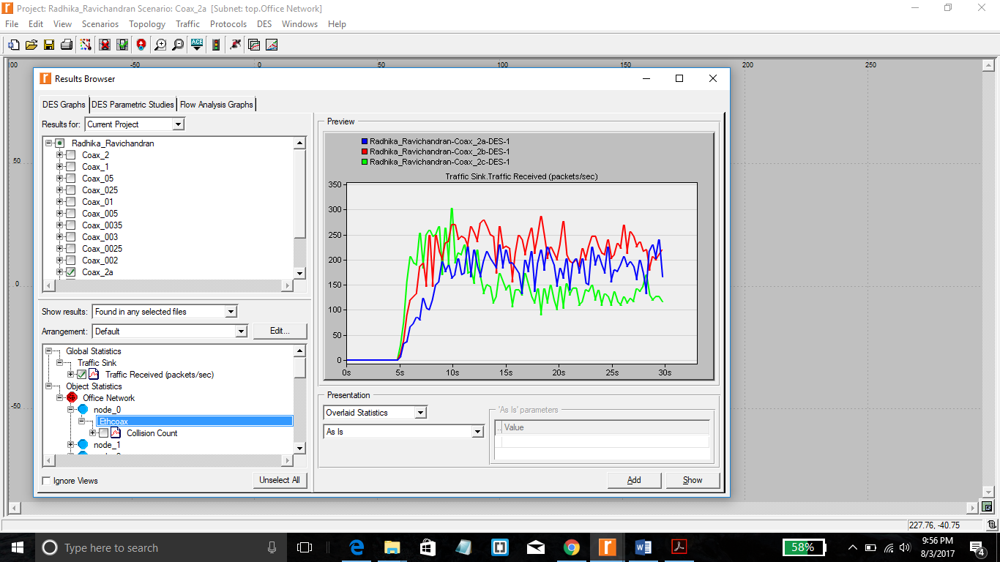 Project: Radhika_Ravichandran Scenario: Coax_2a [Subnet: top.Office Network]
File Edit View Scenarios Topology Traffic Protocols DES Windows Help
ACE
00 -50 0 50 100 150 200 250
50
0
-50
Results Browser
DES Graphs DES Parametric Studies Flow Analysis Graphs
Results for: Current Project
Radhika_Ravichandran
Coax_2
Coax_1
Coax_05
Coax_025
Coax_01
Coax_005
Coax_0035
Coax_003
Coax_0025
Coax_002
Coax_2a
Show results: Found in any selected files
Arrangement: Default Edit...
Global Statistics
Traffic Sink
Traffic Received (packets/sec)
Object Statistics
Office Network
node_0
Ethcoax
Collision Count
node_1
Ignore Views Unselect All
Preview
Radhika_Ravichandran-Coax_2a-DES-1
Radhika_Ravichandran-Coax_2b-DES-1
Radhika_Ravichandran-Coax_2c-DES-1
Traffic Sink.Traffic Received (packets/sec)
350
300
250
200
150
100
50
0
0s 5s 10s 15s 20s 25s 30s
Presentation
Overlaid Statistics
As Is
'As Is' parameters
.. Value
Add Show
227.76, -40.75
Type here to search
58%
9:56 PM
8/3/2017
4